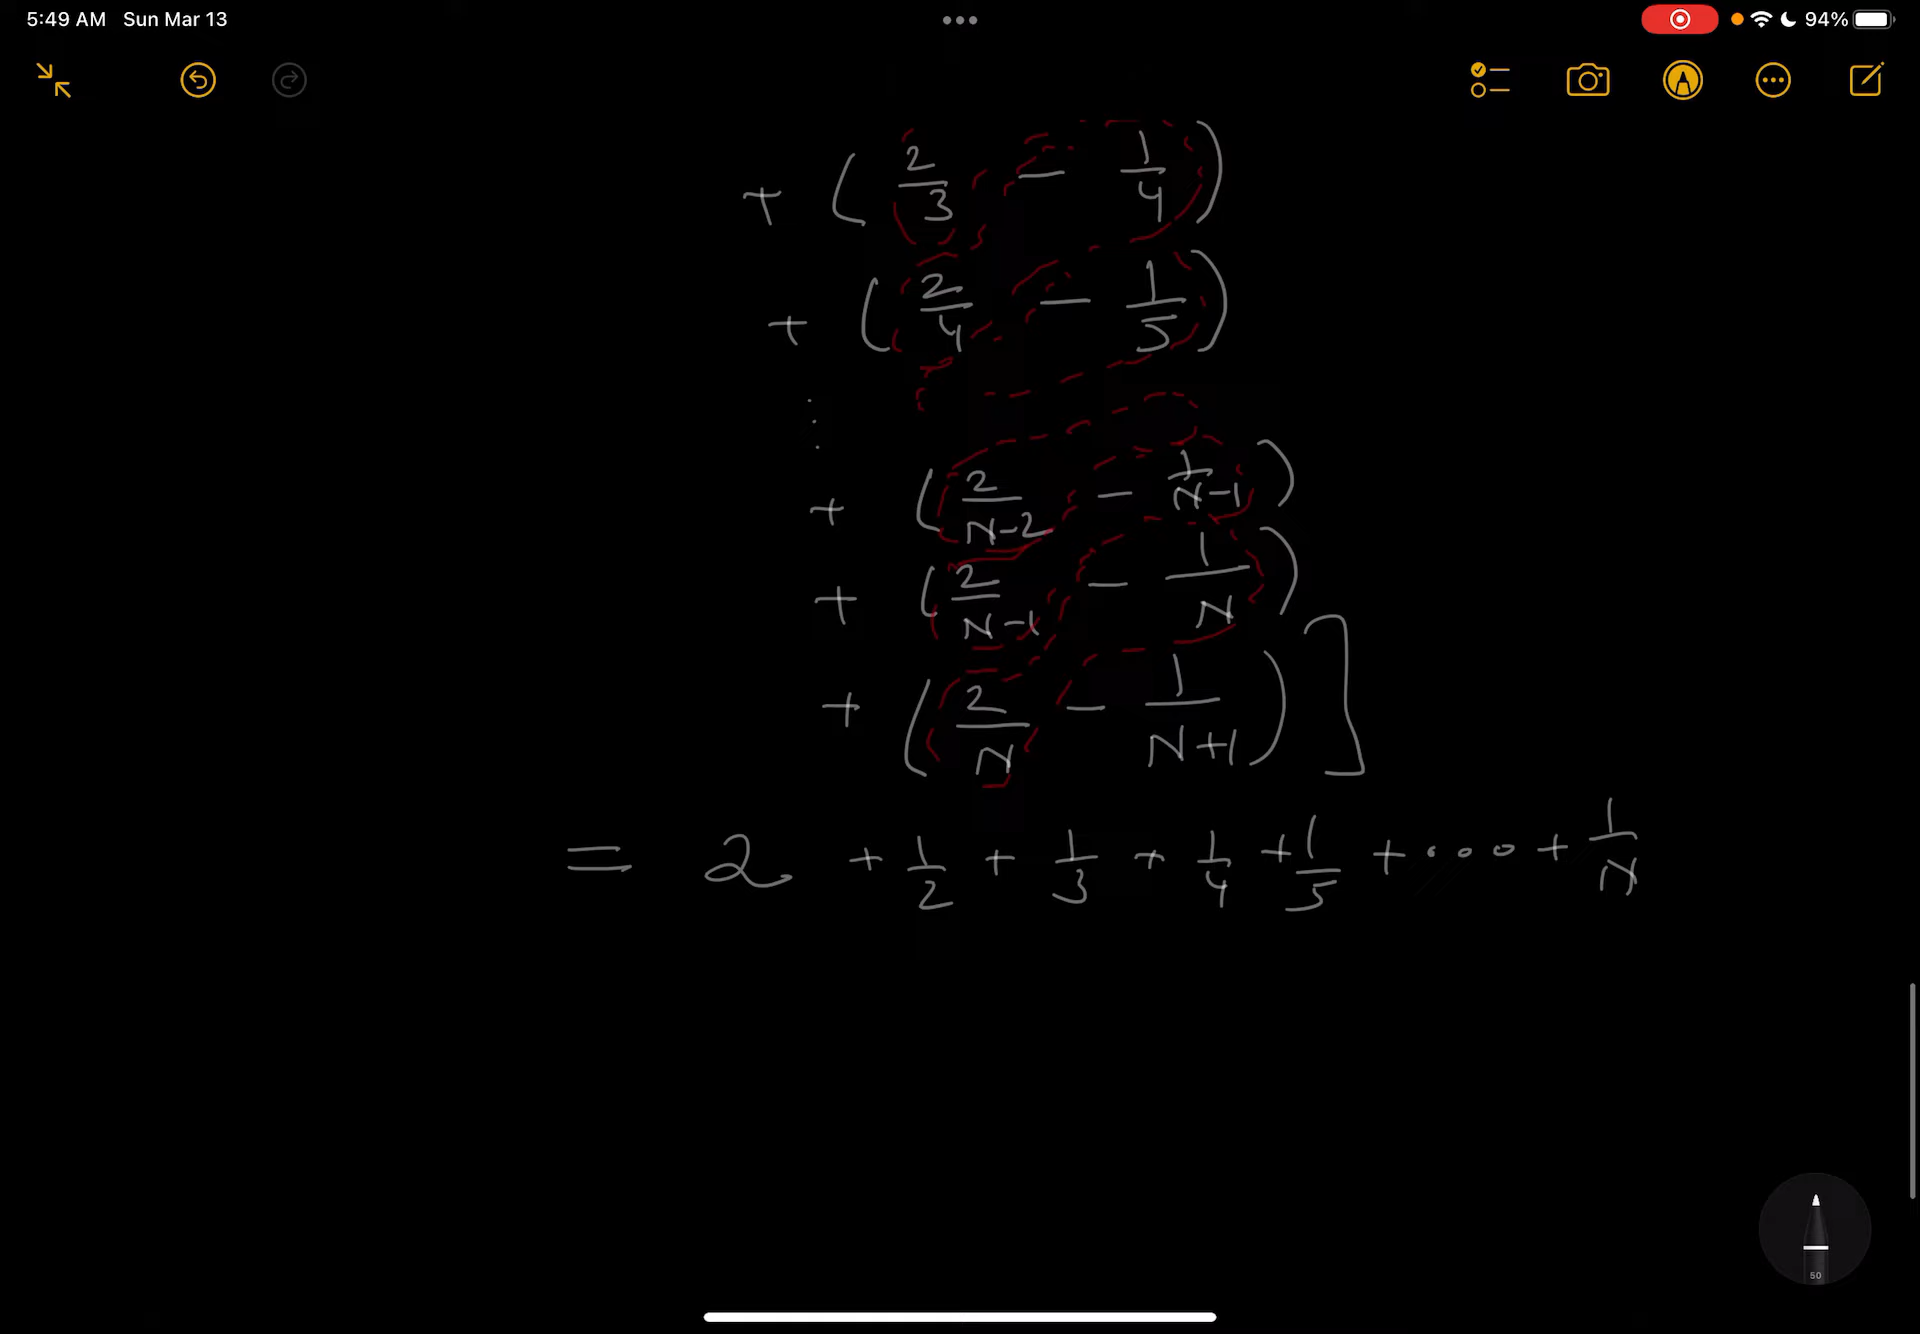 5:49 AM Sun Mar 13 94%
+ ( 2/3 − 1/4 )
+ ( 2/4 − 1/5 )
⋮
+ ( 2/N-2 − 1/N-1 )
+ ( 2/N-1 − 1/N )
+ ( 2/N − 1/N+1 ) ]
= 2 + 1/2 + 1/3 + 1/4 + 1/5 + ... + 1/N
50